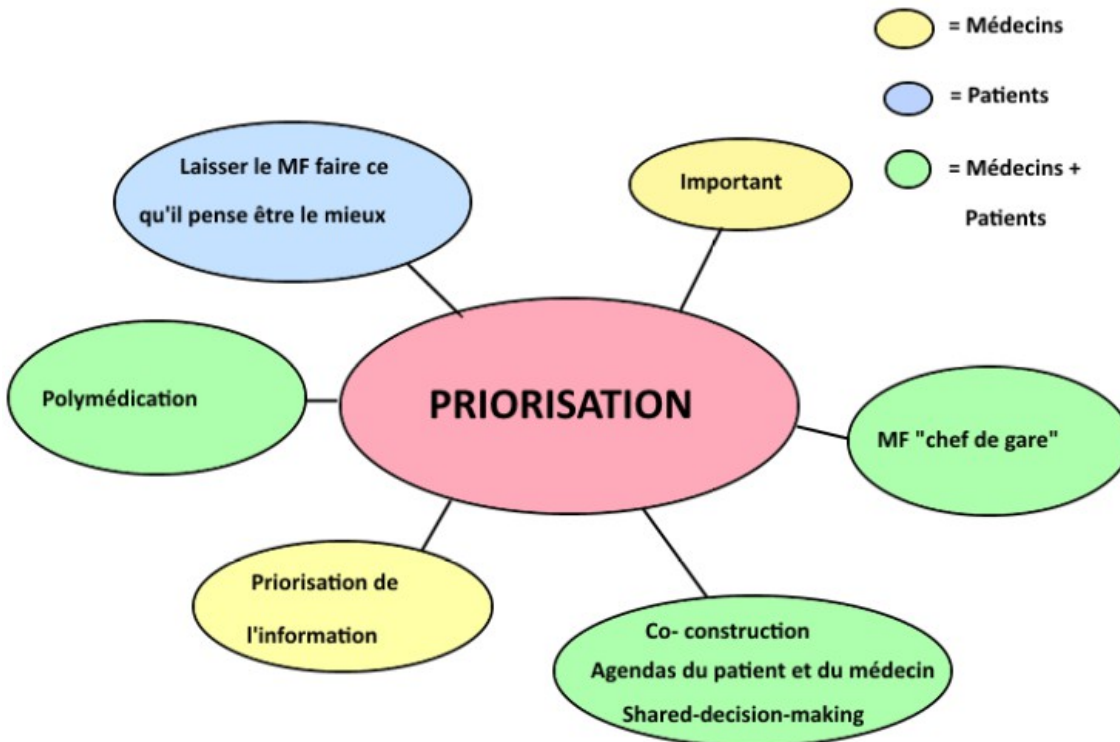 = Médecins
= Patients
= Médecins +
Patients
Laisser le MF faire ce
qu'il pense être le mieux
Important
Polymédication
PRIORISATION
MF "chef de gare"
Priorisation de
l'information
Co- construction
Agendas du patient et du médecin
Shared-decision-making